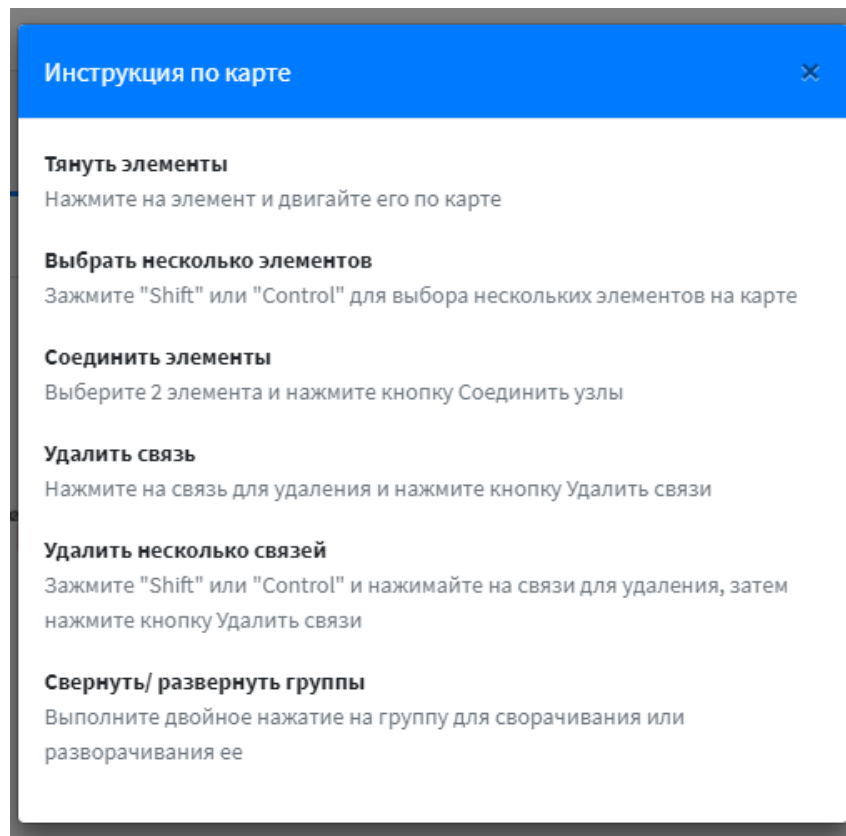 Инструкция по карте
Тянуть элементы
Нажмите на элемент и двигайте его по карте
Выбрать несколько элементов
Зажмите "Shift" или "Control" для выбора нескольких элементов на карте
Соединить элементы
Выберите 2 элемента и нажмите кнопку Соединить узлы
Удалить связь
Нажмите на связь для удаления и нажмите кнопку Удалить связи
Удалить несколько связей
Зажмите "Shift" или "Control" и нажимайте на связи для удаления, затем
нажмите кнопку Удалить связи
Свернуть/ развернуть группы
Выполните двойное нажатие на группу для сворачивания или
разворачивания ее